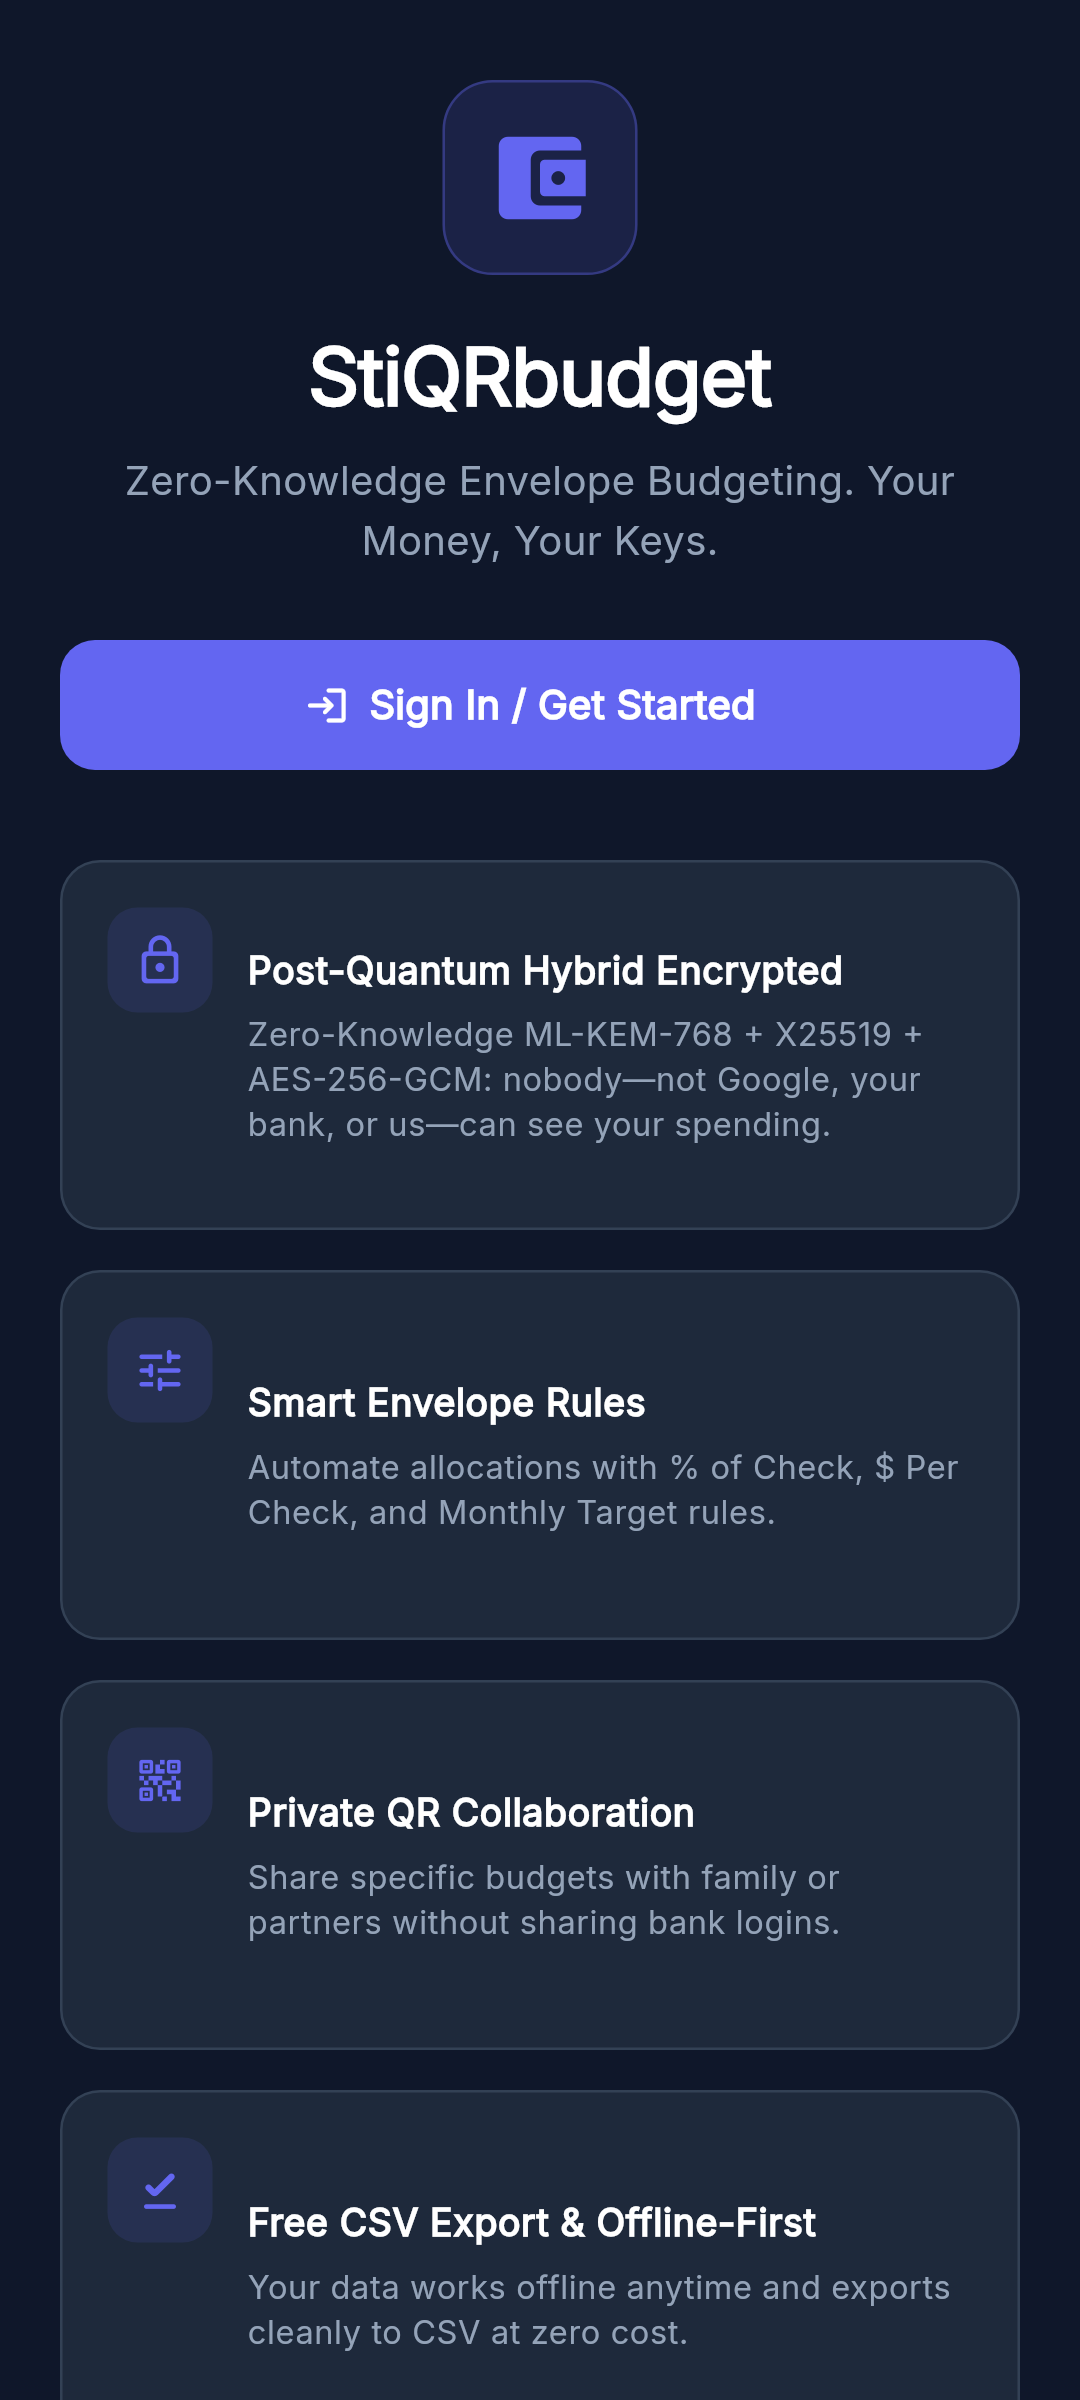 StiQRbudget
Zero-Knowledge Envelope Budgeting. Your
Money, Your Keys.
Sign In / Get Started
Post-Quantum Hybrid Encrypted
Zero-Knowledge ML-KEM-768 + X25519 +
AES-256-GCM: nobody—not Google, your
bank, or us—can see your spending.
Smart Envelope Rules
Automate allocations with % of Check, $ Per
Check, and Monthly Target rules.
Private QR Collaboration
Share specific budgets with family or
partners without sharing bank logins.
Free CSV Export & Offline-First
Your data works offline anytime and exports
cleanly to CSV at zero cost.